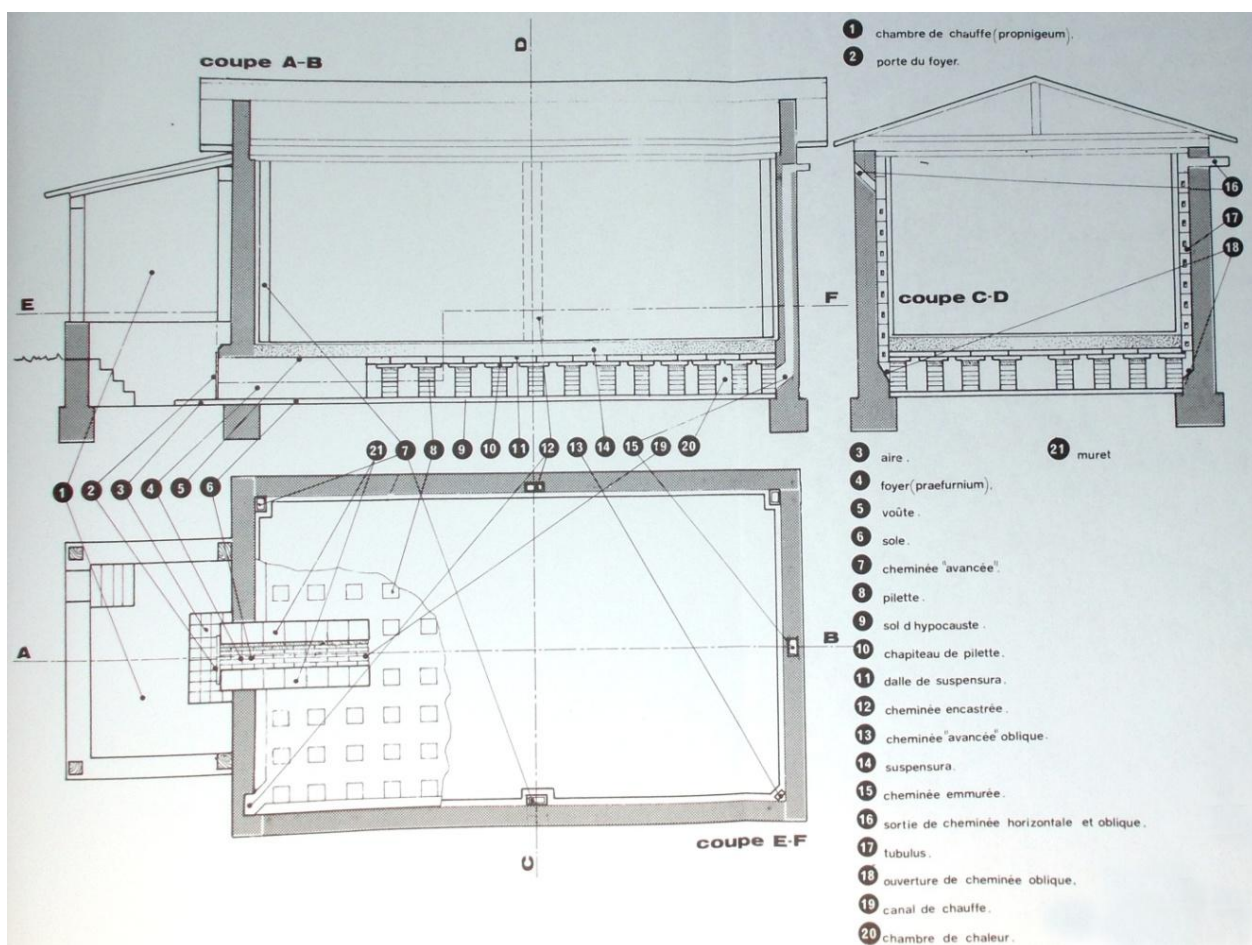 coupe A-B
D
1 chambre de chauffe (propnigeum).
2 porte du foyer.
E
F
coupe C-D
16
17
18
21 7 8 9 10 11 12 14 15 13 19 20
1 2 3 4 5 6
A
B
C
coupe E-F
3 aire.
21 muret
4 foyer (praefurnium).
5 voûte.
6 sole.
7 cheminée "avancée".
8 pilette.
9 sol d hypocauste.
10 chapiteau de pilette.
11 dalle de suspensura.
12 cheminée encastrée.
13 cheminée "avancée" oblique.
14 suspensura.
15 cheminée emmurée.
16 sortie de cheminée horizontale et oblique.
17 tubulus.
18 ouverture de cheminée oblique.
19 canal de chauffe.
20 chambre de chaleur.